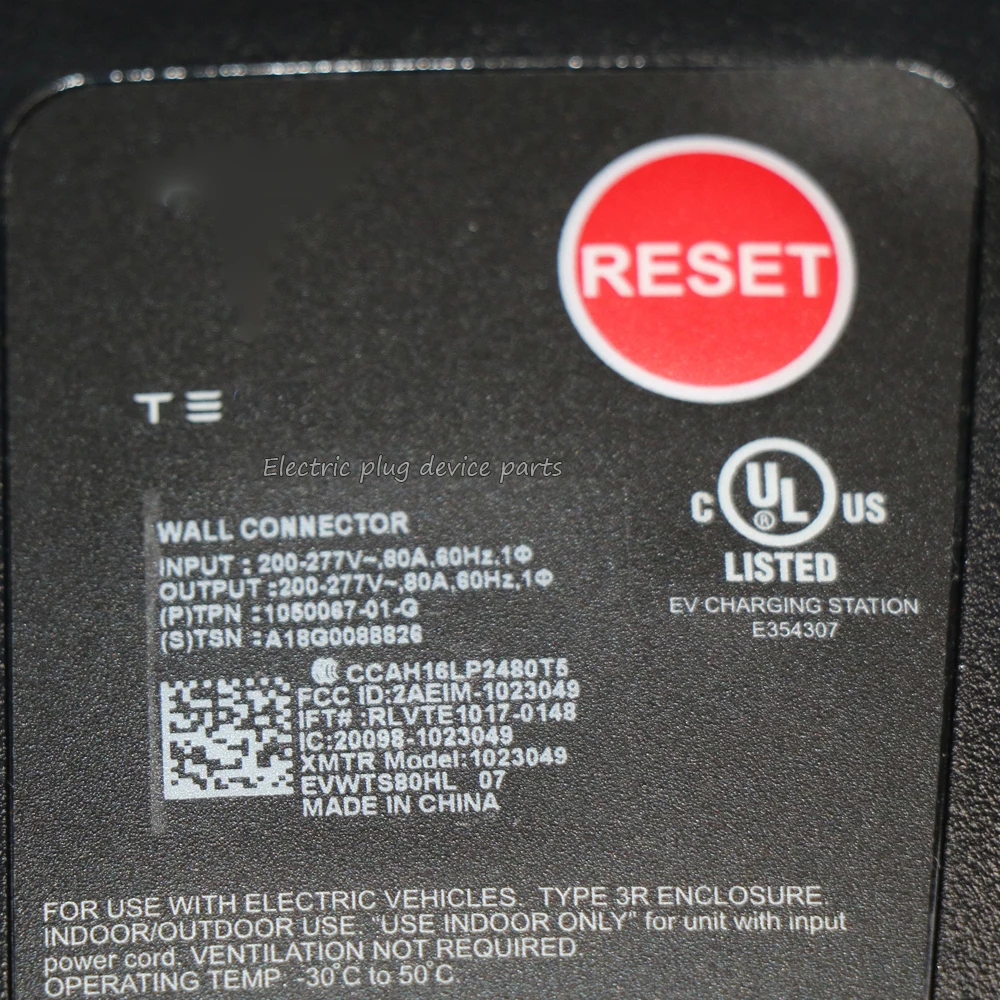 RESET
TE
Electric plug device parts
WALL CONNECTOR
INPUT : 200-277V~,80A,60Hz,1Φ
OUTPUT :200-277V~,80A,60Hz,1Φ
(P)TPN :1050067-01-G
(S)TSN :A18G0088826
C UL ® US
LISTED
EV CHARGING STATION
E354307
CCAH16LP2480T5
FCC ID:2AEIM-1023049
IFT# :RLVTE1017-0148
IC:20098-1023049
XMTR Model:1023049
EVWTS80HL_07
MADE IN CHINA
FOR USE WITH ELECTRIC VEHICLES. TYPE 3R ENCLOSURE.
INDOOR/OUTDOOR USE. "USE INDOOR ONLY" for unit with input
power cord. VENTILATION NOT REQUIRED.
OPERATING TEMP: -30°C to 50°C